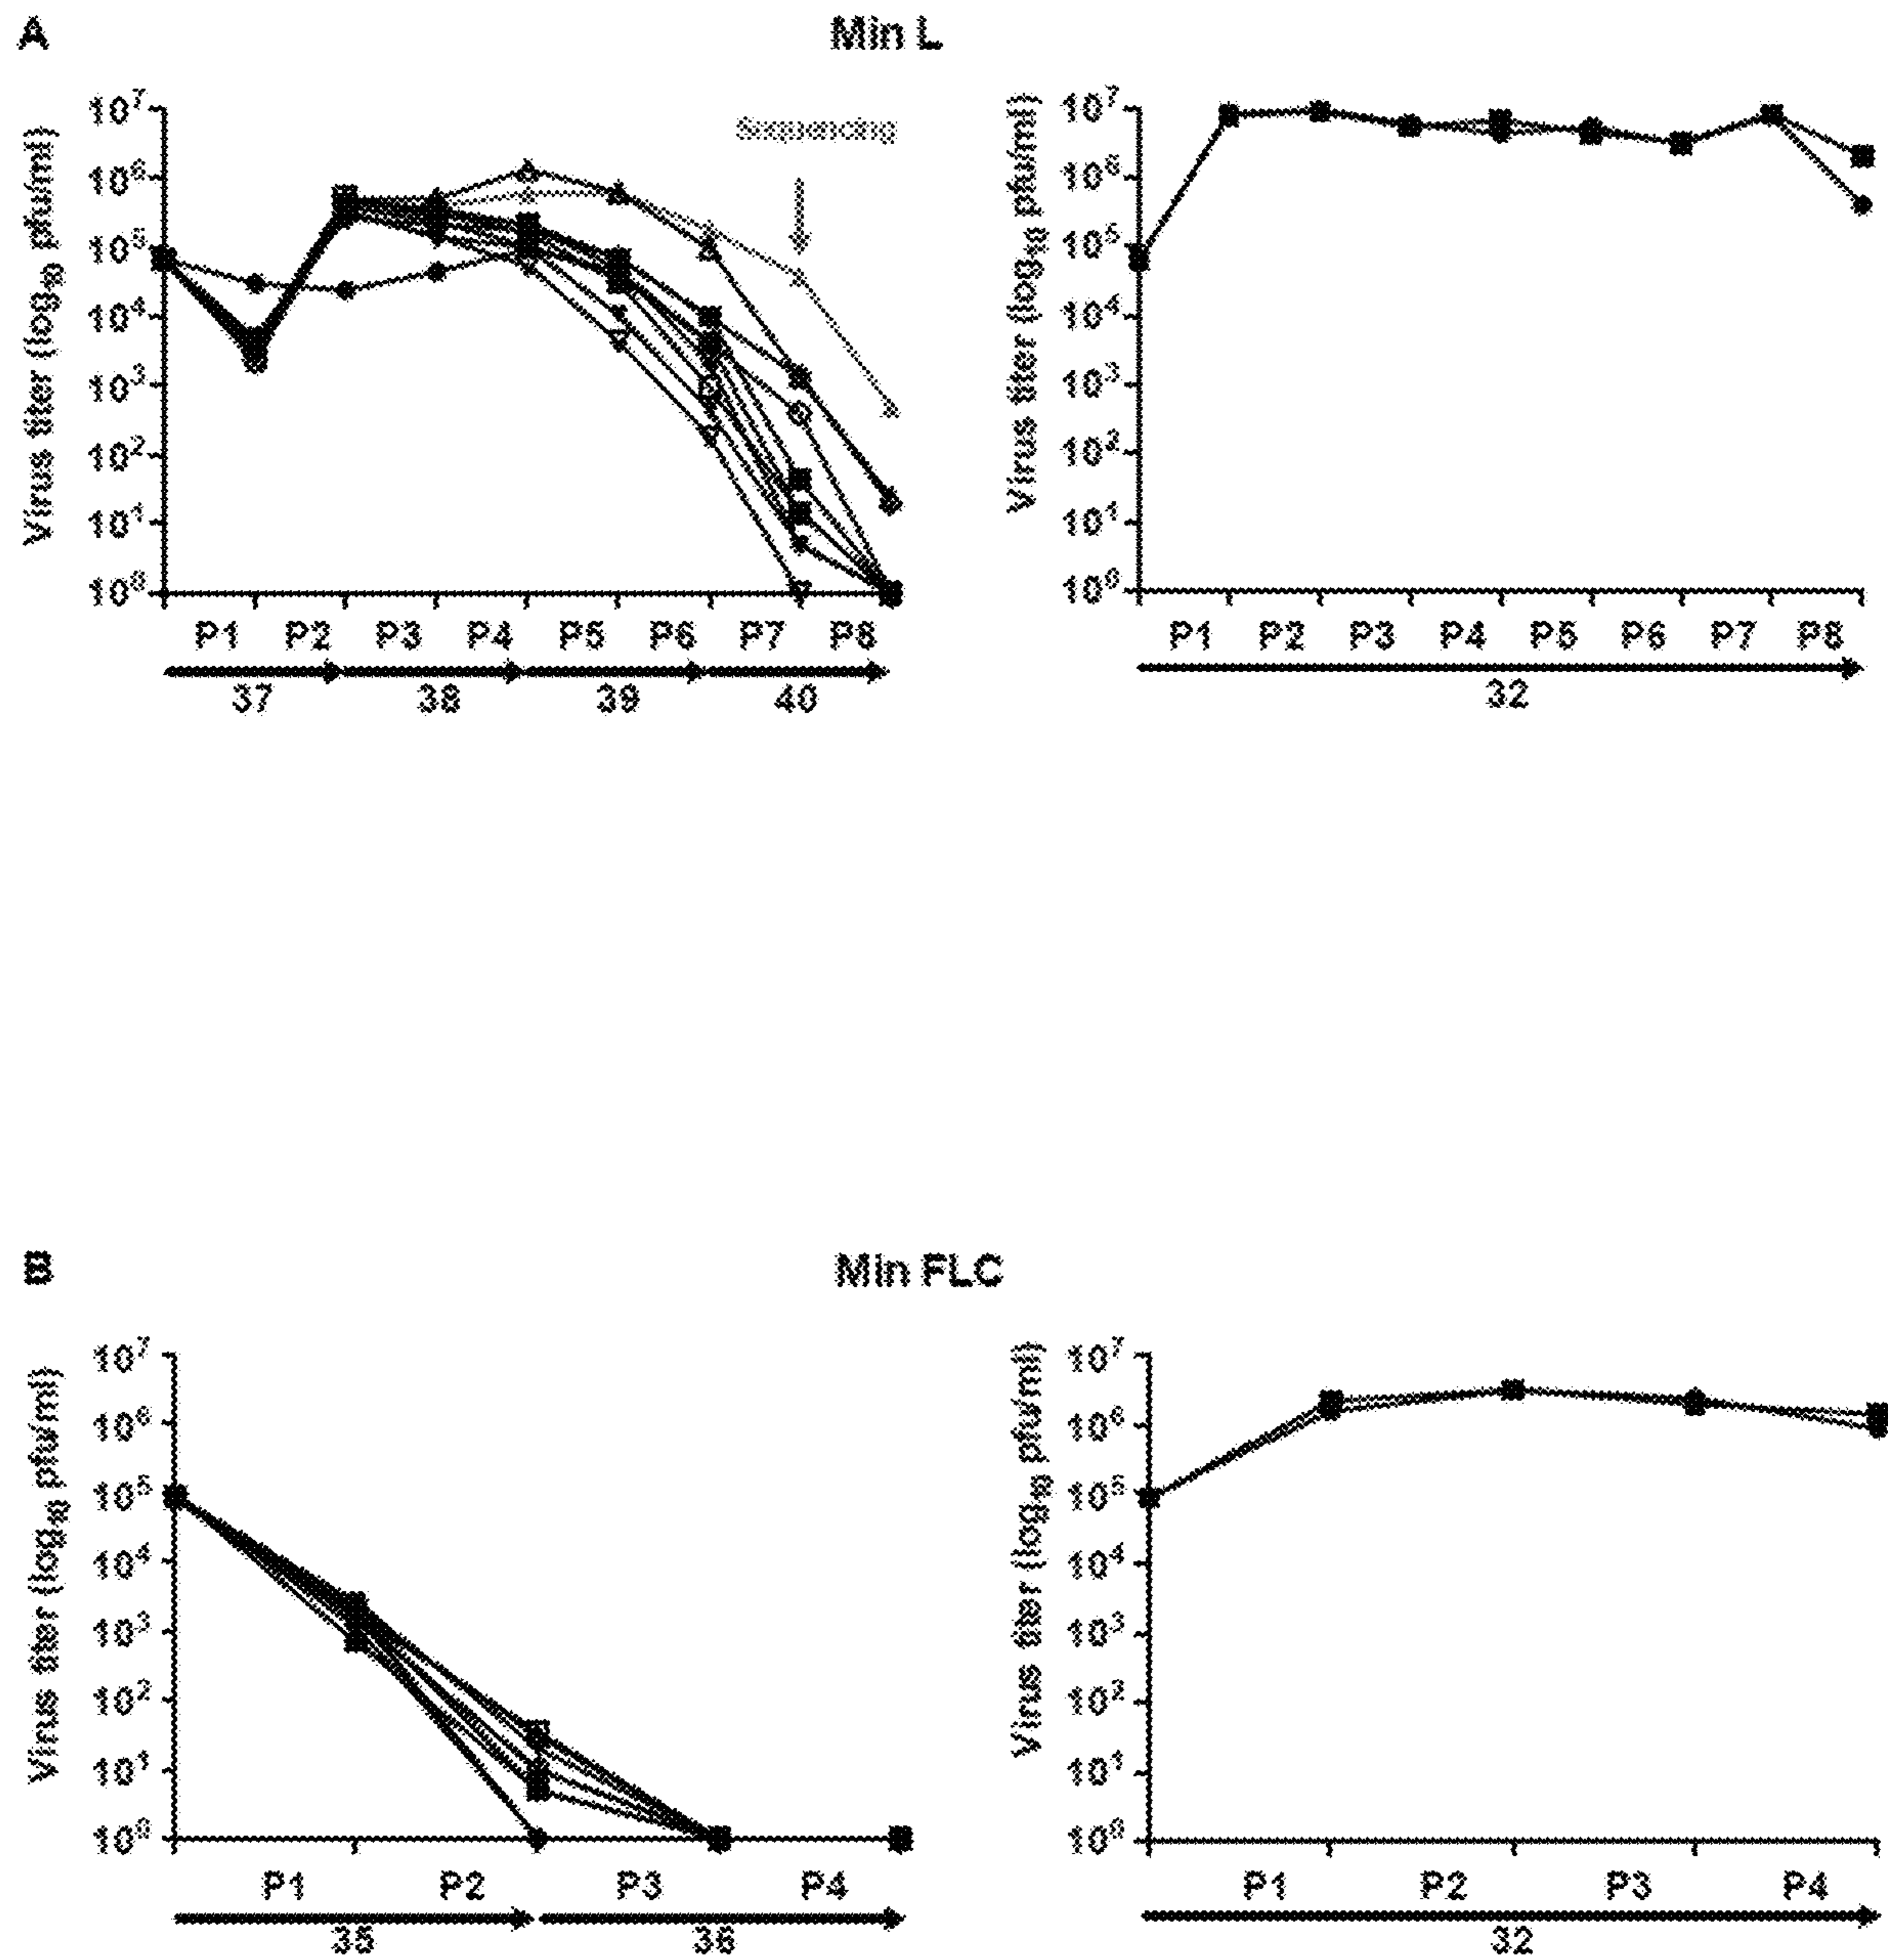 A
Min L
Virus titer (log₁₀ pfu/ml)
10⁷
10⁶
10⁵
10⁴
10³
10²
10¹
10⁰
Sequencing
P1 P2 P3 P4 P5 P6 P7 P8
37 38 39 40
Virus titer (log₁₀ pfu/ml)
10⁷
10⁶
10⁵
10⁴
10³
10²
10¹
10⁰
P1 P2 P3 P4 P5 P6 P7 P8
32
B
Min FLC
Virus titer (log₁₀ pfu/ml)
10⁷
10⁶
10⁵
10⁴
10³
10²
10¹
10⁰
P1 P2 P3 P4
35 36
Virus titer (log₁₀ pfu/ml)
10⁷
10⁶
10⁵
10⁴
10³
10²
10¹
10⁰
P1 P2 P3 P4
32